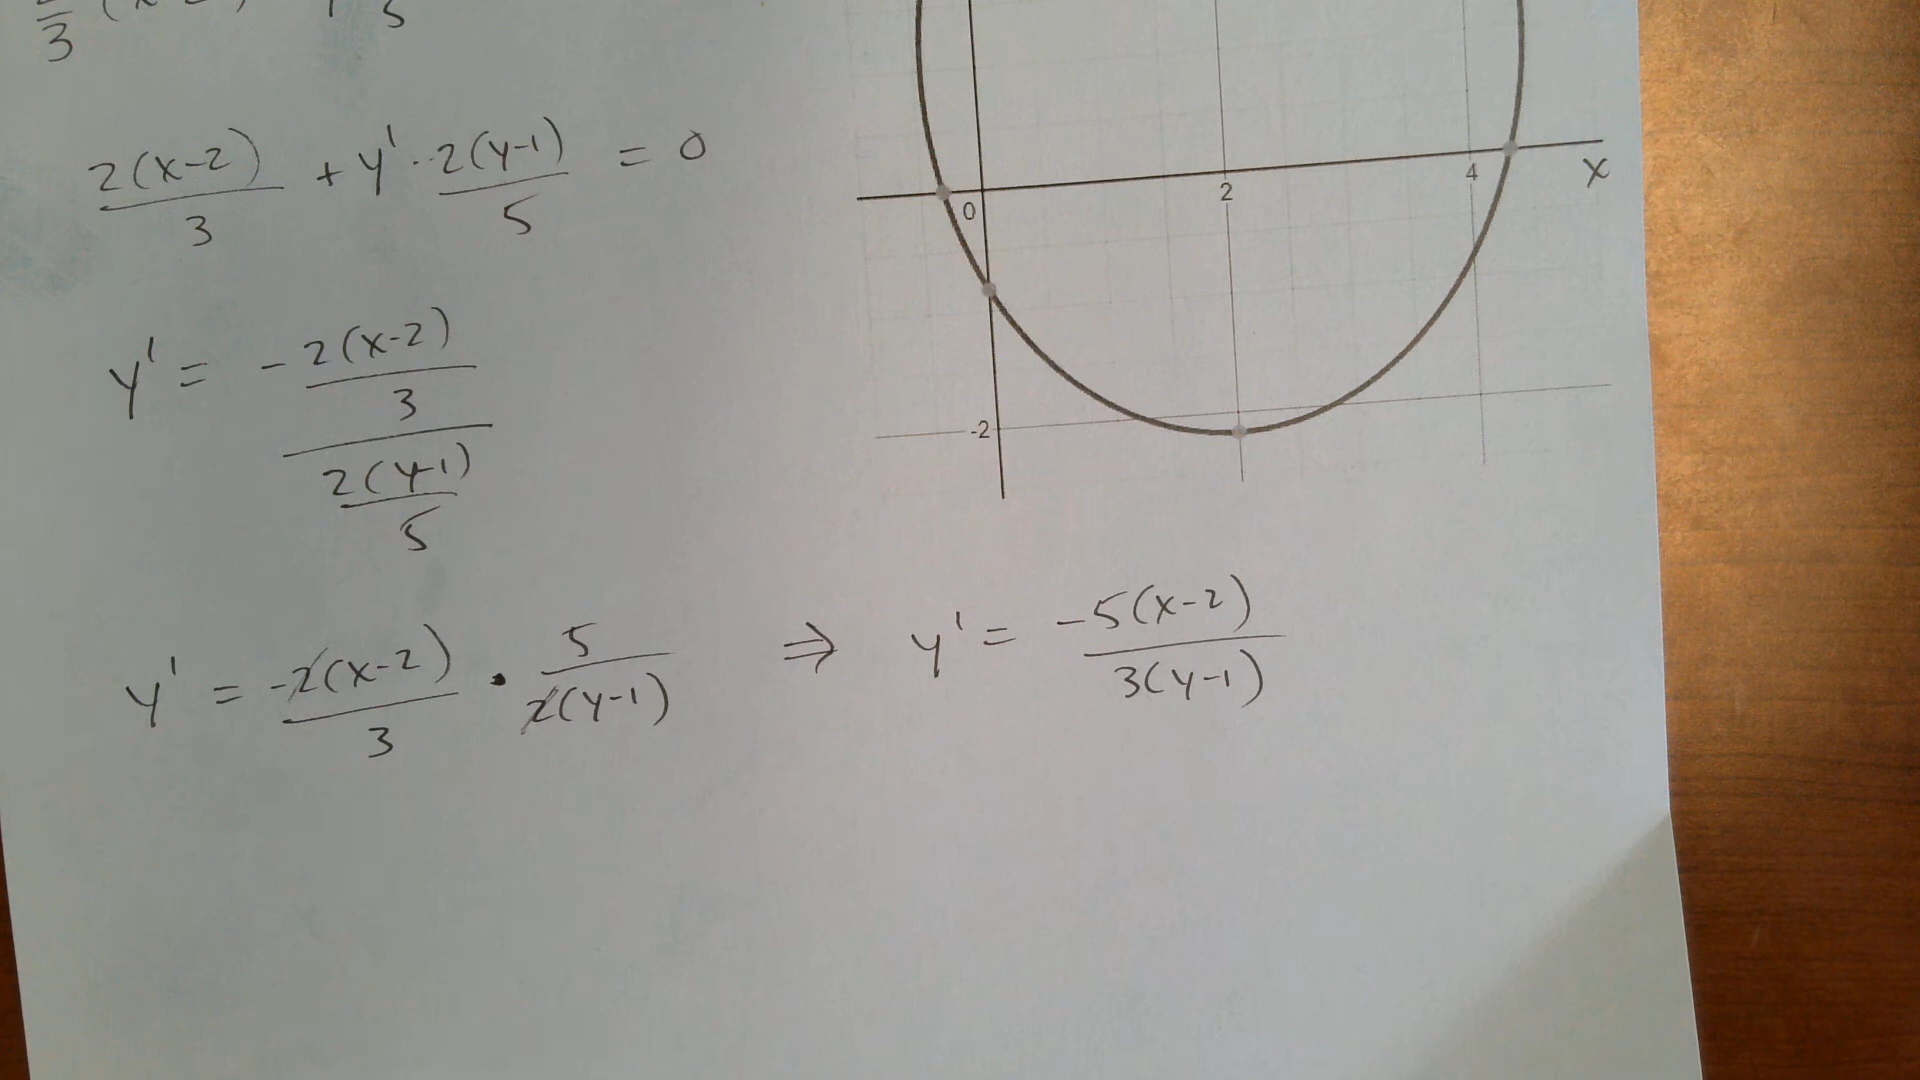 2(x-2)/3 + y' · 2(y-1)/5 = 0
y' = - (2(x-2)/3) / (2(y-1)/5)
y' = -2(x-2)/3 · 5/(2(y-1)) ⇒ y' = -5(x-2)/(3(y-1))
0 2 4 x
-2